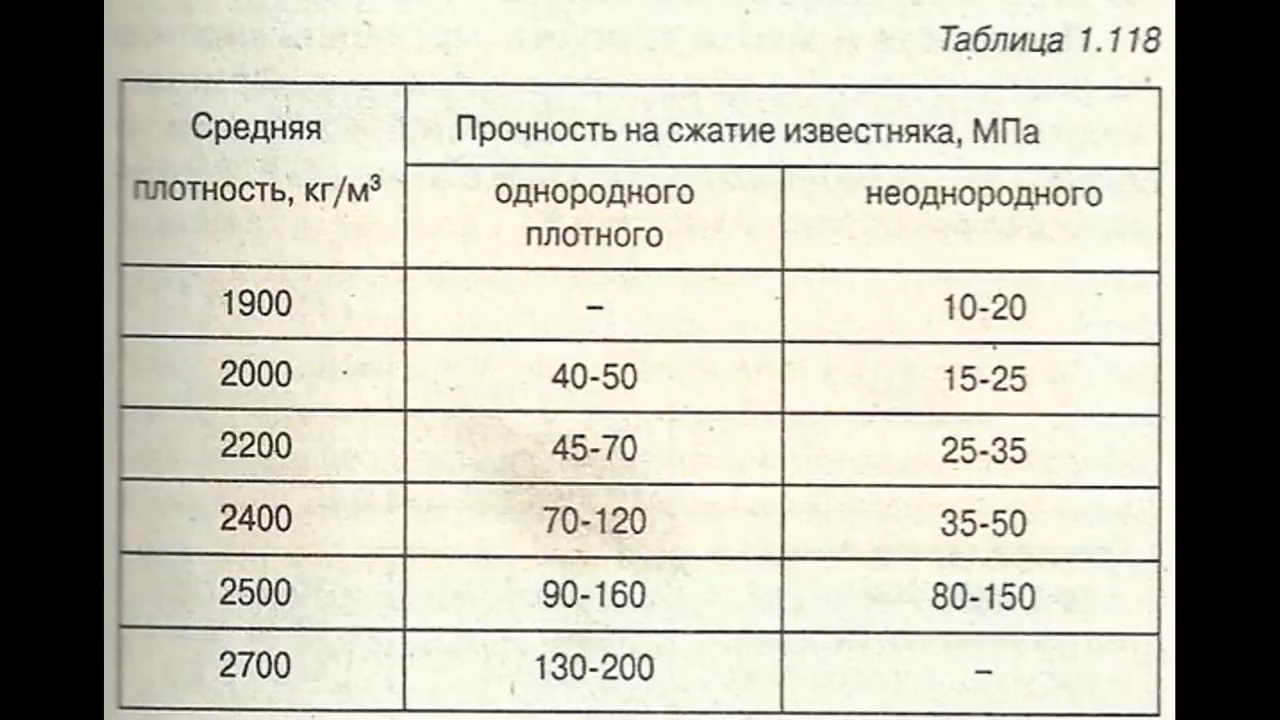 Таблица 1.118
Средняя плотность, кг/м³
Прочность на сжатие известняка, МПа
однородного плотного
неоднородного
1900 – 10-20
2000 40-50 15-25
2200 45-70 25-35
2400 70-120 35-50
2500 90-160 80-150
2700 130-200 –